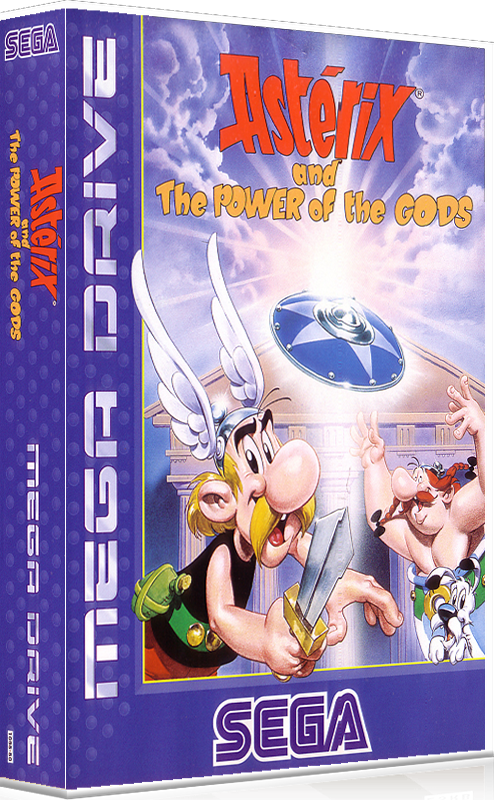 SEGA
Astérix
and
The POWER of the GODS
MEGA DRIVE
MEGA DRIVE
Astérix®
and
The POWER of the GODS
SEGA